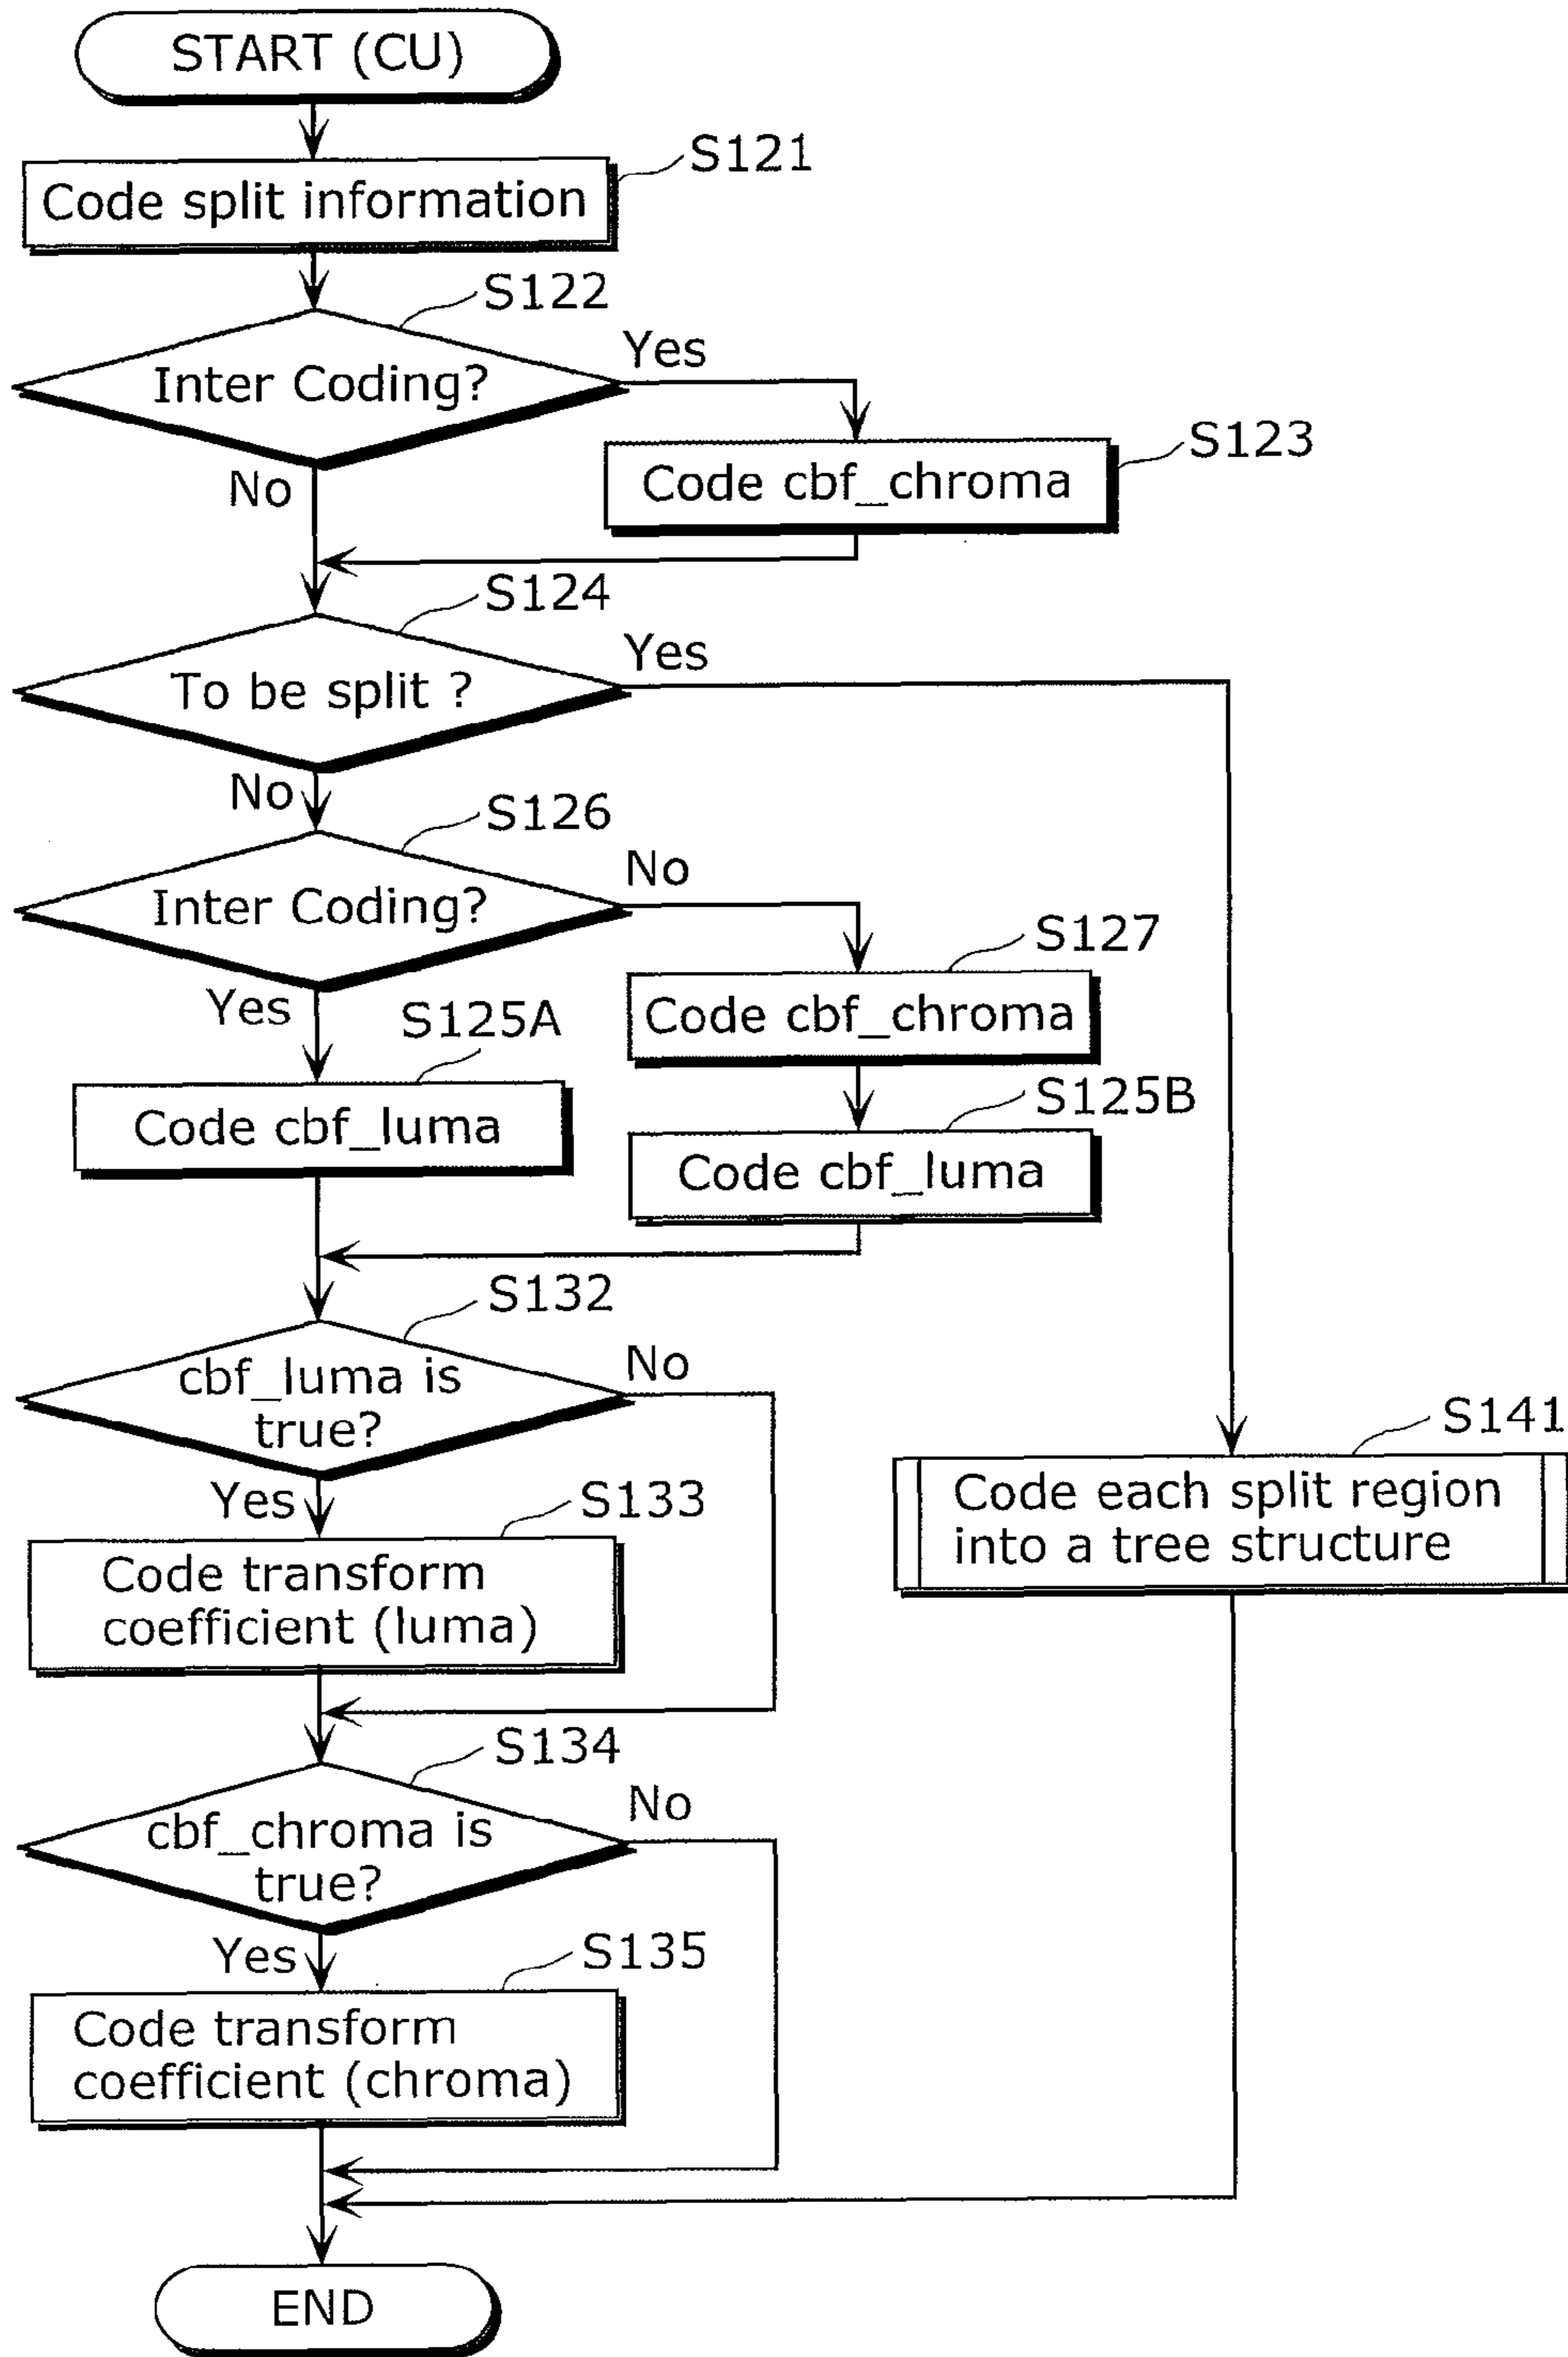 START (CU)
S121
Code split information
S122
Inter Coding?
Yes
No
S123
Code cbf_chroma
S124
To be split ?
Yes
No
S126
Inter Coding?
No
Yes
S127
Code cbf_chroma
S125A
Code cbf_luma
S125B
Code cbf_luma
S132
cbf_luma is
true?
No
Yes
S133
Code transform
coefficient (luma)
S141
Code each split region
into a tree structure
S134
cbf_chroma is
true?
No
Yes
S135
Code transform
coefficient (chroma)
END